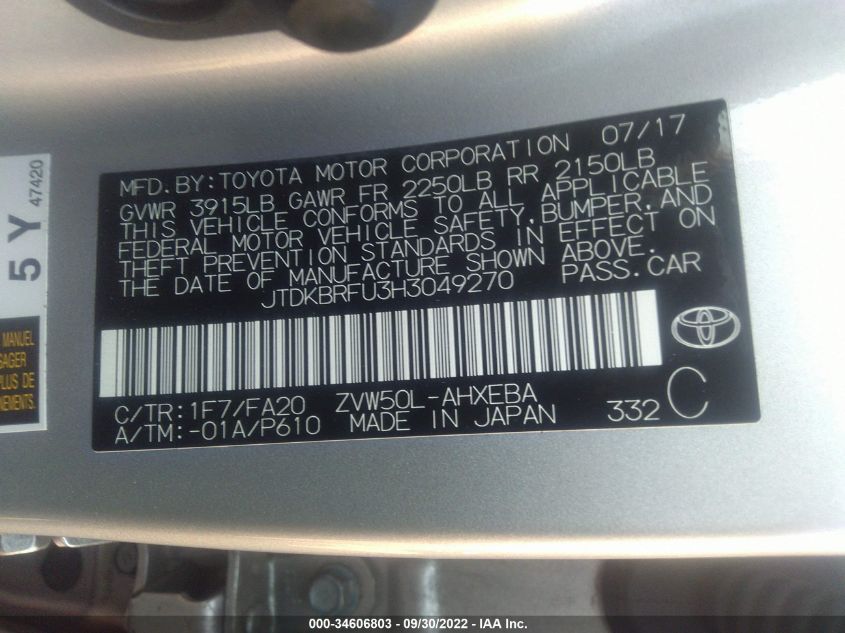 MFD. BY: TOYOTA MOTOR CORPORATION 07/17
GVWR 3915LB GAWR FR 2250LB RR 2150LB
THIS VEHICLE CONFORMS TO ALL APPLICABLE
FEDERAL MOTOR VEHICLE SAFETY, BUMPER, AND
THEFT PREVENTION STANDARDS IN EFFECT ON
THE DATE OF MANUFACTURE SHOWN ABOVE.
JTDKBRFU3H3049270 PASS. CAR
C/TR: 1F7/FA20 ZVW50L-AHXEBA
A/TM: -01A/P610 MADE IN JAPAN 332 C
5 Y
47420
MANUEL
PLUS DE
000-34606803 - 09/30/2022 - IAA Inc.